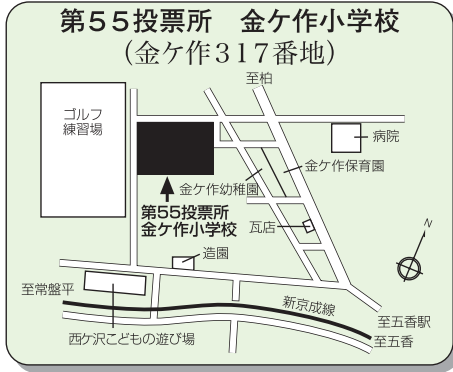 第５５投票所　金ケ作小学校
（金ケ作３１７番地）
至柏
ゴルフ
練習場
病院
金ケ作保育園
金ケ作幼稚園
第55投票所
金ケ作小学校
瓦店
造園
N
至常盤平
新京成線
至五香駅
至五香
西ケ沢こどもの遊び場